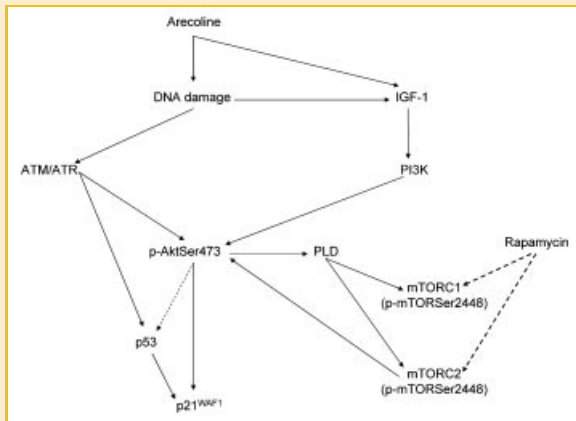 Arecoline
DNA damage
IGF-1
ATM/ATR
PI3K
p-AktSer473
PLD
Rapamycin
mTORC1
(p-mTORSer2448)
p53
mTORC2
(p-mTORSer2448)
p21WAF1